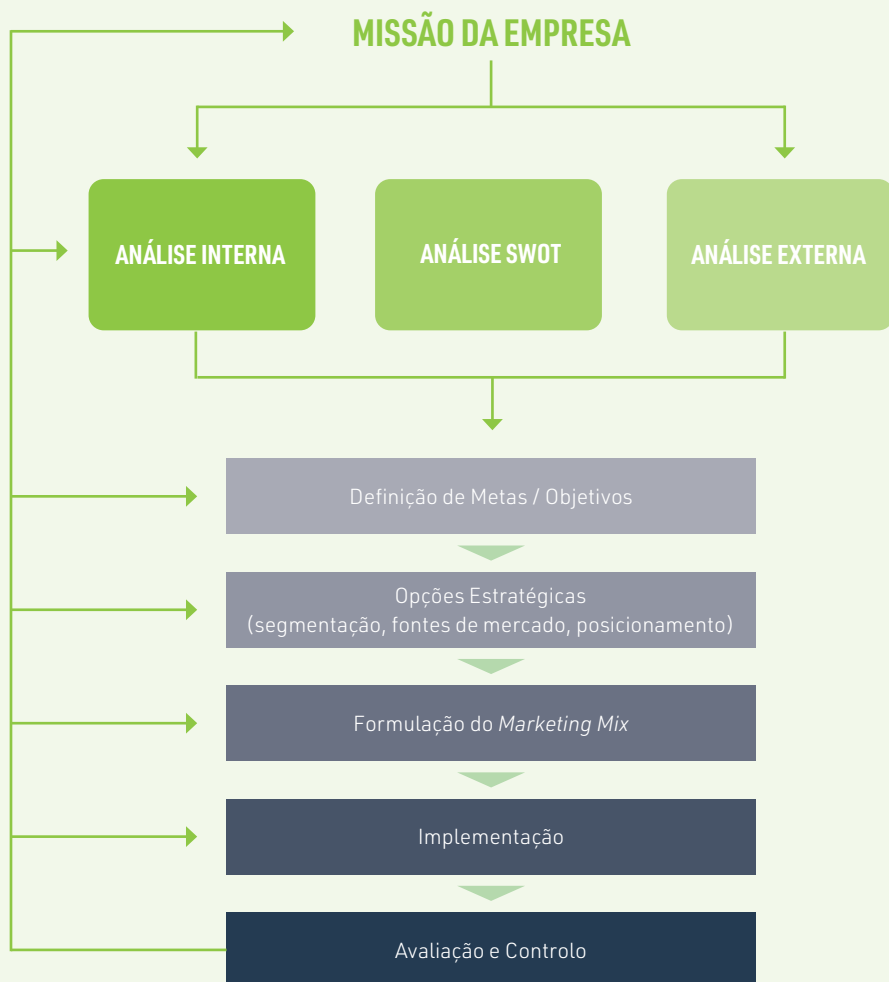 MISSÃO DA EMPRESA
ANÁLISE INTERNA
ANÁLISE SWOT
ANÁLISE EXTERNA
Definição de Metas / Objetivos
Opções Estratégicas
(segmentação, fontes de mercado, posicionamento)
Formulação do Marketing Mix
Implementação
Avaliação e Controlo